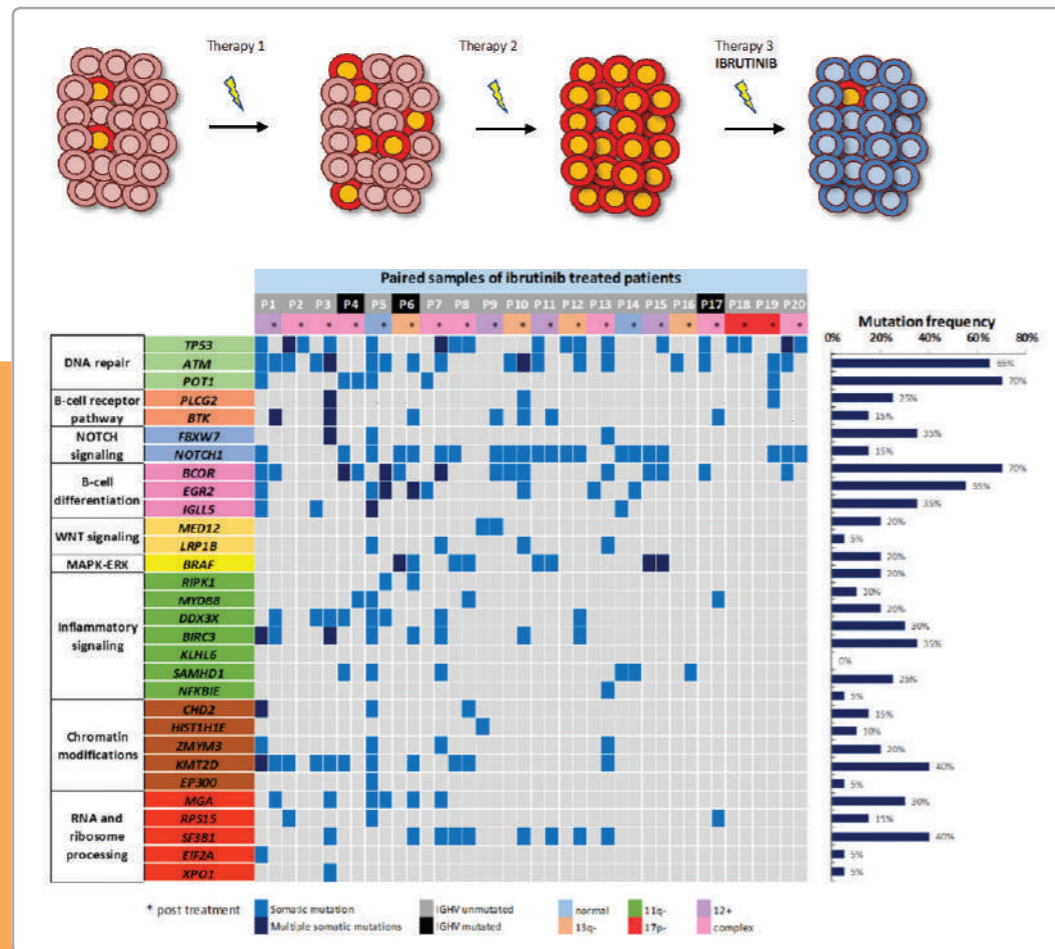 Therapy 1
Therapy 2
Therapy 3
IBRUTINIB
Paired samples of ibrutinib treated patients
P1 P2 P3 P4 P5 P6 P7 P8 P9 P10 P11 P12 P13 P14 P15 P16 P17 P18 P19 P20
* * * * * * * * * * * * * * * * * * * *
Mutation frequency
0% 20% 40% 60% 80%
DNA repair
TP53
ATM
POT1
B-cell receptor
pathway
PLCG2
BTK
NOTCH
signaling
FBXW7
NOTCH1
B-cell
differentiation
BCOR
EGR2
IGLL5
WNT signaling
MED12
LRP1B
MAPK-ERK
BRAF
Inflammatory
signaling
RIPK1
MYD88
DDX3X
BIRC3
KLHL6
SAMHD1
NFKBIE
Chromatin
modifications
CHD2
HIST1H1E
ZMYM3
KMT2D
EP300
RNA and
ribosome
processing
MGA
RPS15
SF3B1
EIF2A
XPO1
65%
70%
25%
15%
35%
15%
70%
55%
35%
20%
5%
20%
20%
10%
20%
30%
35%
0%
25%
5%
15%
10%
20%
40%
5%
30%
15%
40%
5%
5%
* post treatment
Somatic mutation
Multiple somatic mutations
IGHV unmutated
IGHV mutated
normal
13q-
11q-
17p-
12+
complex